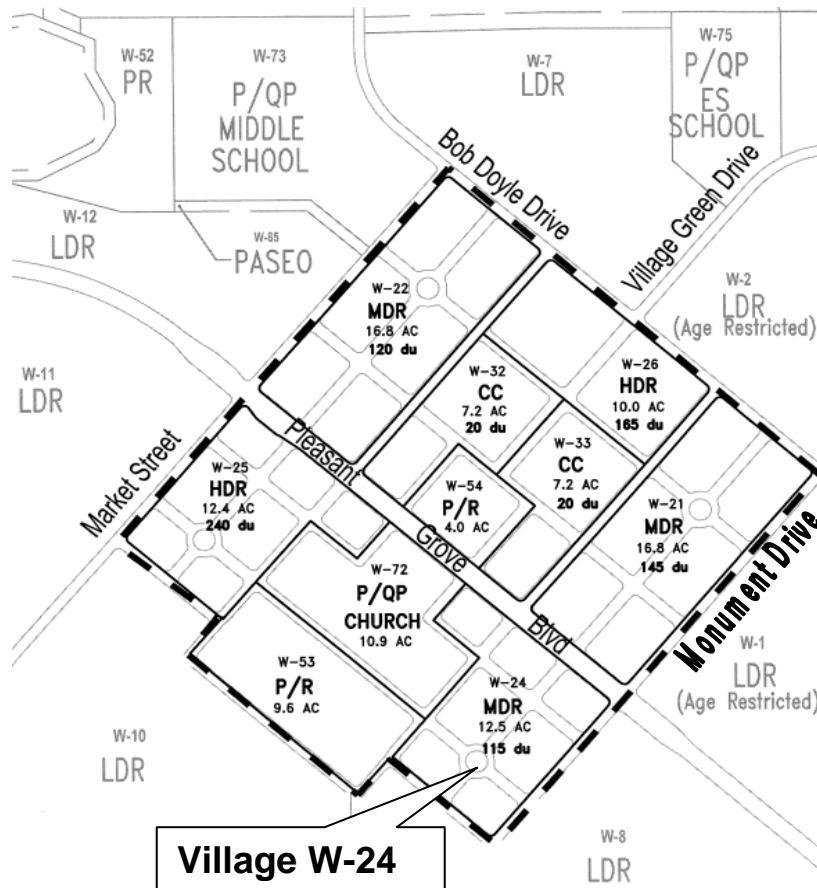 W-52
PR
W-73
P/QP
MIDDLE
SCHOOL
W-7
LDR
W-75
P/QP
ES
SCHOOL
Bob Doyle Drive
Village Green Drive
W-12
LDR
W-85
PASEO
W-22
MDR
16.8 AC
120 du
W-2
LDR
(Age Restricted)
W-11
LDR
W-32
CC
7.2 AC
20 du
W-26
HDR
10.0 AC
165 du
Market Street
Pleasant
Grove
Blvd
W-33
CC
7.2 AC
20 du
W-25
HDR
12.4 AC
240 du
W-54
P/R
4.0 AC
W-21
MDR
16.8 AC
145 du
Monument Drive
W-72
P/QP
CHURCH
10.9 AC
W-1
LDR
(Age Restricted)
W-53
P/R
9.6 AC
W-24
MDR
12.5 AC
115 du
W-10
LDR
Village W-24
W-8
LDR